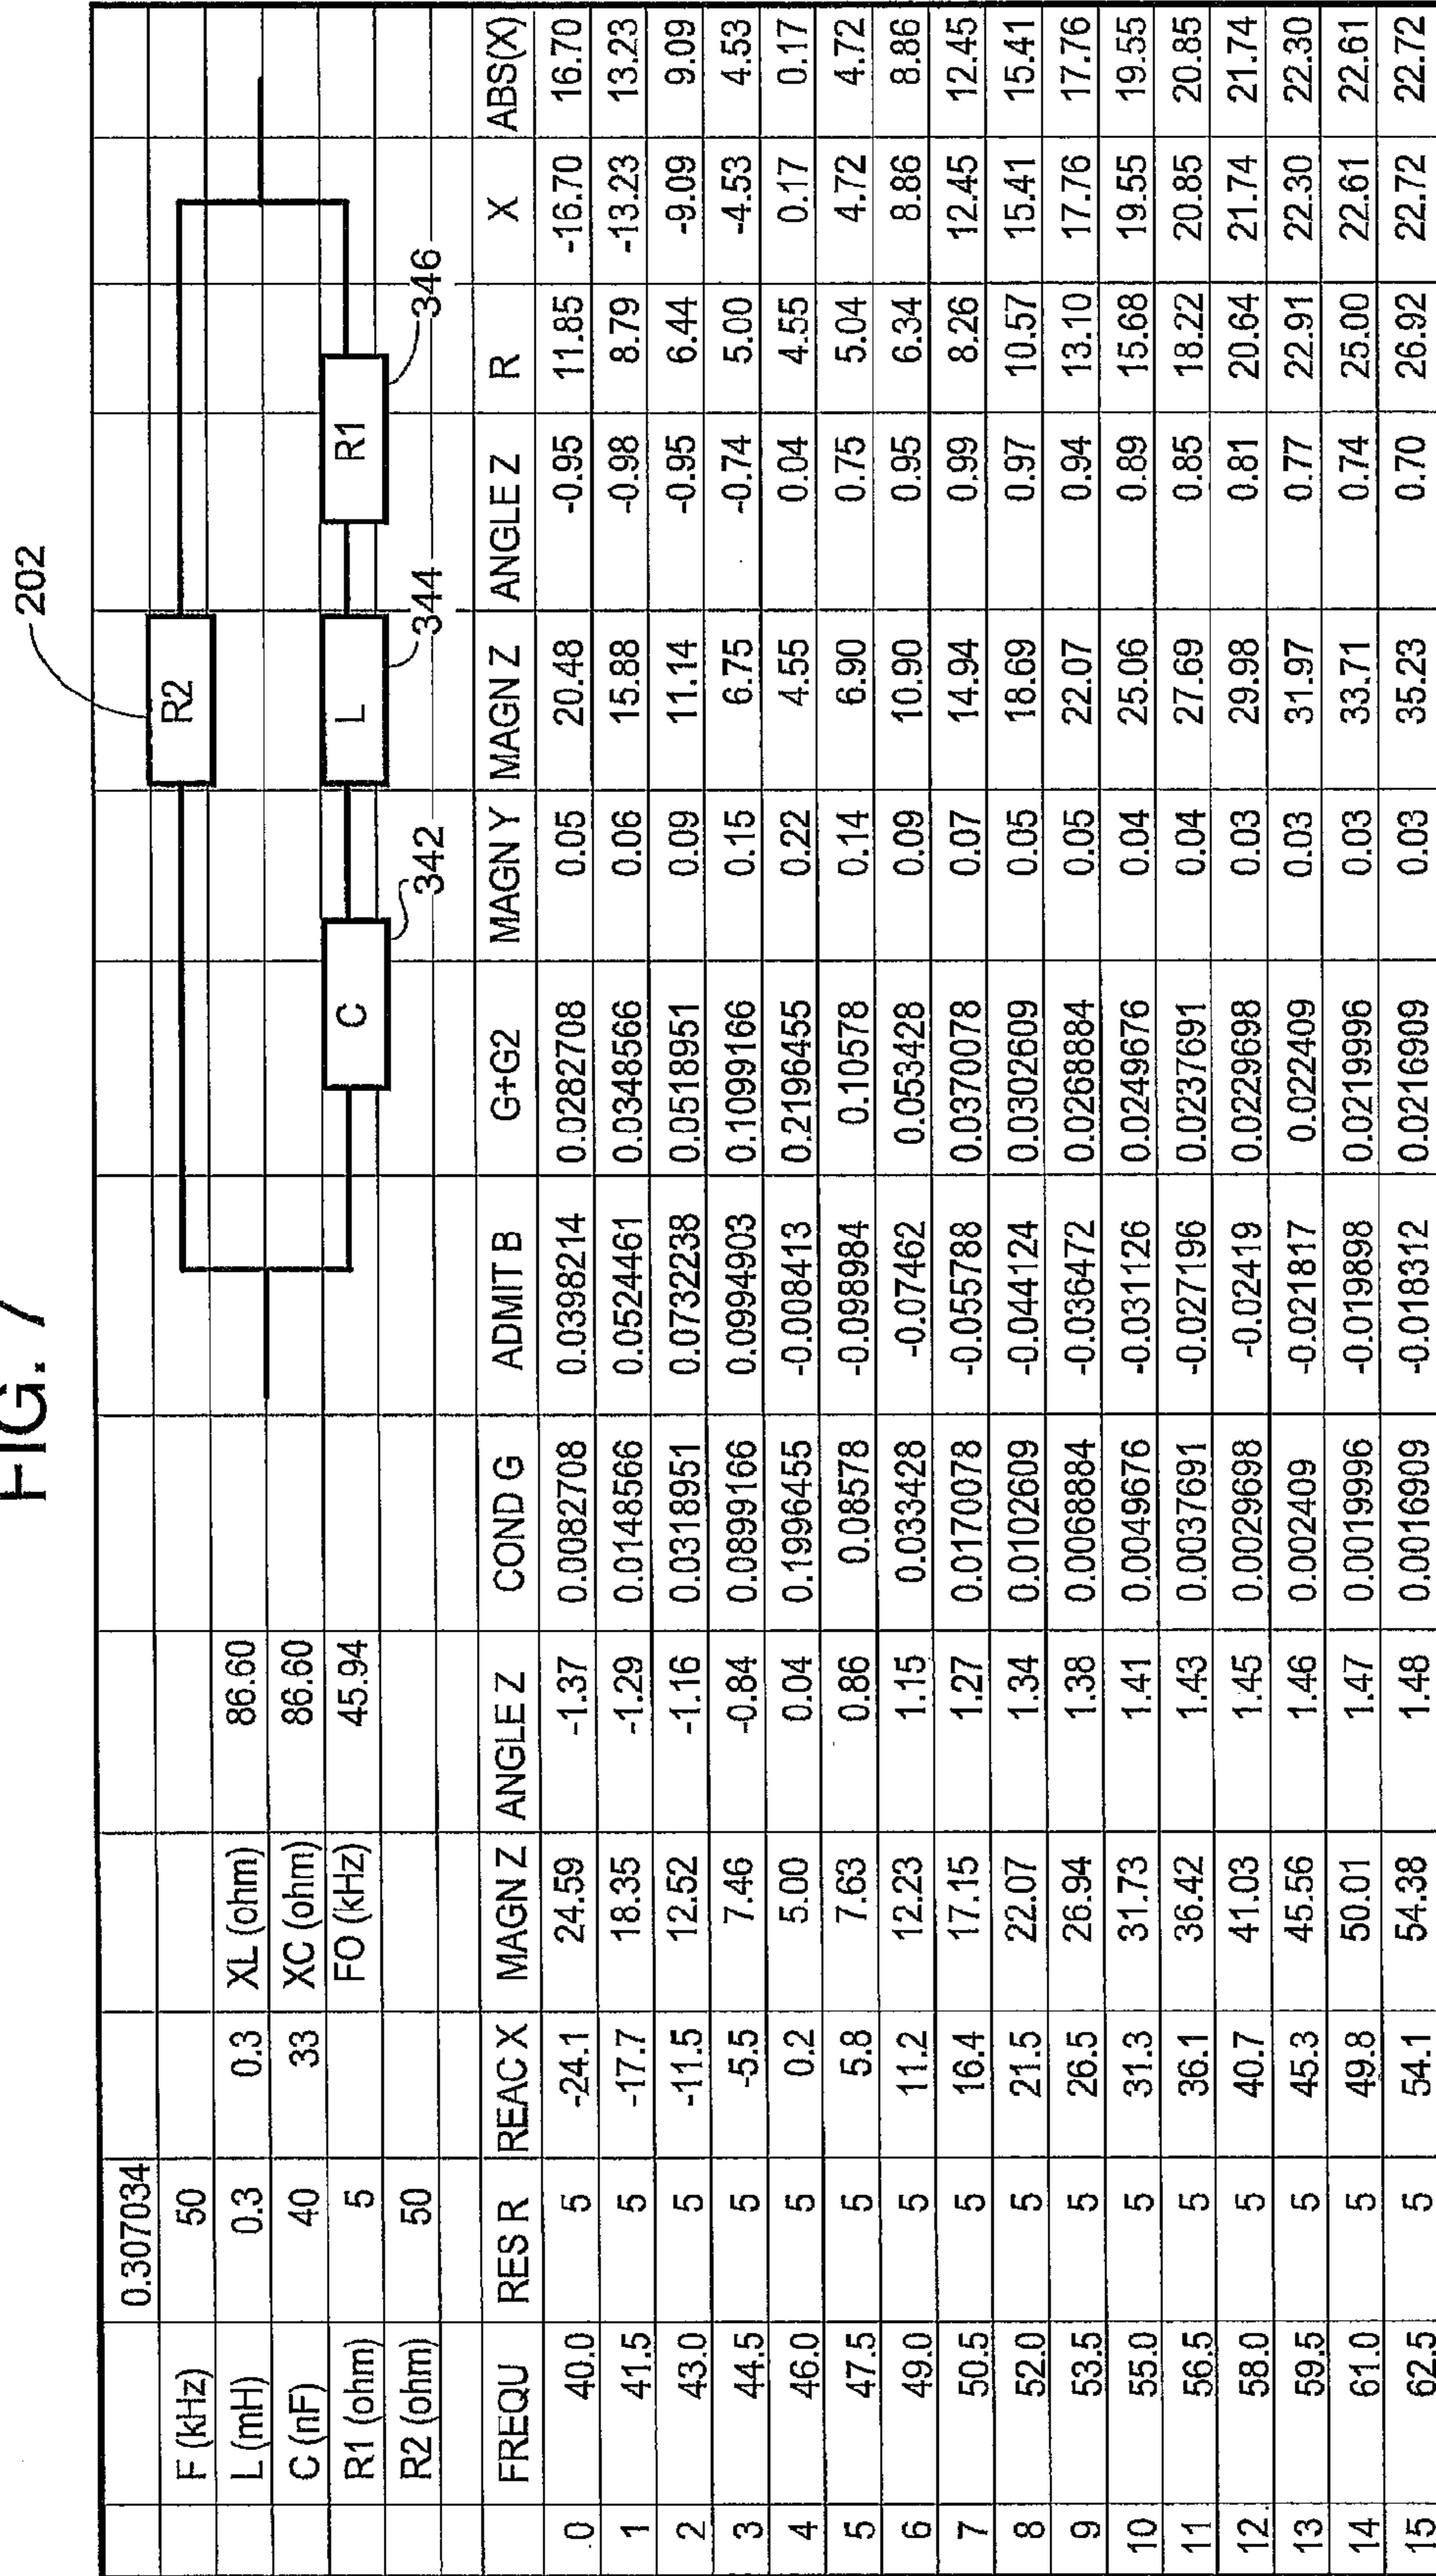 FIG. 7
202
0.307034
F (kHz) 50
R2
L (mH) 0.3 0.3 XL (ohm) 86.60
C (nF) 40 33 XC (ohm) 86.60
R1 (ohm) 5 FO (kHz) 45.94 C L R1
R2 (ohm) 50 342 344 346
FREQU RES R REAC X MAGN Z ANGLE Z COND G ADMIT B G+G2 MAGN Y MAGN Z ANGLE Z R X ABS(X)
0 40.0 5 -24.1 24.59 -1.37 0.0082708 0.0398214 0.0282708 0.05 20.48 -0.95 11.85 -16.70 16.70
1 41.5 5 -17.7 18.35 -1.29 0.0148566 0.0524461 0.0348566 0.06 15.88 -0.98 8.79 -13.23 13.23
2 43.0 5 -11.5 12.52 -1.16 0.0318951 0.0732238 0.0518951 0.09 11.14 -0.95 6.44 -9.09 9.09
3 44.5 5 -5.5 7.46 -0.84 0.0899166 0.0994903 0.1099166 0.15 6.75 -0.74 5.00 -4.53 4.53
4 46.0 5 0.2 5.00 0.04 0.1996455 -0.008413 0.2196455 0.22 4.55 0.04 4.55 0.17 0.17
5 47.5 5 5.8 7.63 0.86 0.08578 -0.098984 0.10578 0.14 6.90 0.75 5.04 4.72 4.72
6 49.0 5 11.2 12.23 1.15 0.033428 -0.07462 0.053428 0.09 10.90 0.95 6.34 8.86 8.86
7 50.5 5 16.4 17.15 1.27 0.0170078 -0.055788 0.0370078 0.07 14.94 0.99 8.26 12.45 12.45
8 52.0 5 21.5 22.07 1.34 0.0102609 -0.044124 0.0302609 0.05 18.69 0.97 10.57 15.41 15.41
9 53.5 5 26.5 26.94 1.38 0.0068884 -0.036472 0.0268884 0.05 22.07 0.94 13.10 17.76 17.76
10 55.0 5 31.3 31.73 1.41 0.0049676 -0.031126 0.0249676 0.04 25.06 0.89 15.68 19.55 19.55
11 56.5 5 36.1 36.42 1.43 0.0037691 -0.027196 0.0237691 0.04 27.69 0.85 18.22 20.85 20.85
12 58.0 5 40.7 41.03 1.45 0.0029698 -0.02419 0.0229698 0.03 29.98 0.81 20.64 21.74 21.74
13 59.5 5 45.3 45.56 1.46 0.002409 -0.021817 0.022409 0.03 31.97 0.77 22.91 22.30 22.30
14 61.0 5 49.8 50.01 1.47 0.0019996 -0.019898 0.0219996 0.03 33.71 0.74 25.00 22.61 22.61
15 62.5 5 54.1 54.38 1.48 0.0016909 -0.018312 0.0216909 0.03 35.23 0.70 26.92 22.72 22.72